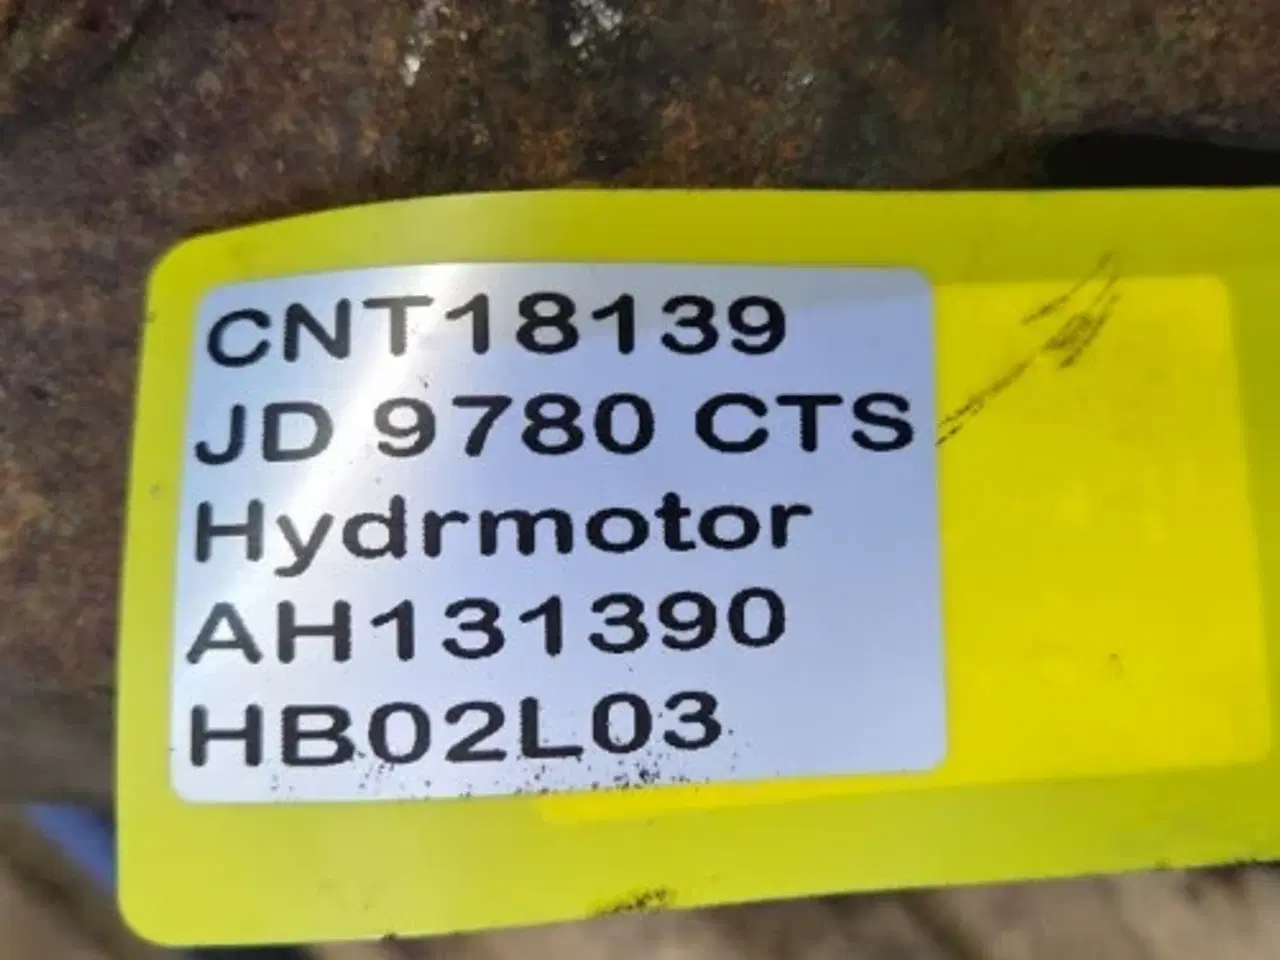 CNT18139
JD 9780 CTS
Hydrmotor
AH131390
HB02L03